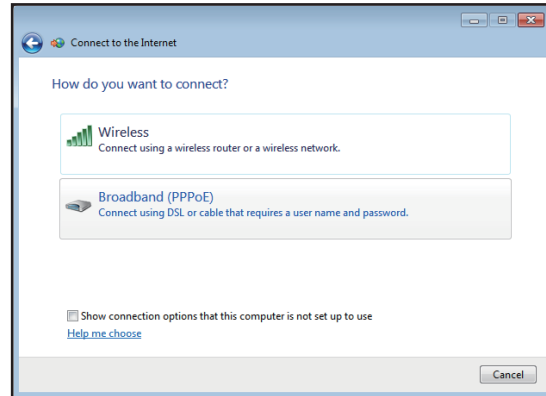 Connect to the Internet
How do you want to connect?
Wireless
Connect using a wireless router or a wireless network.
Broadband (PPPoE)
Connect using DSL or cable that requires a user name and password.
Show connection options that this computer is not set up to use
Help me choose
Cancel